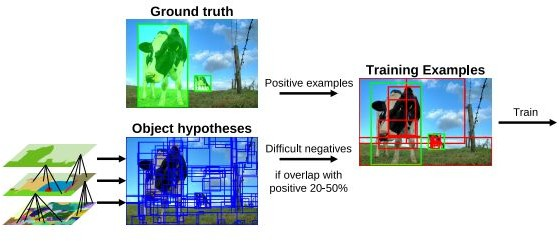 Ground truth
Positive examples
Training Examples
Train
Object hypotheses
Difficult negatives
if overlap with
positive 20-50%